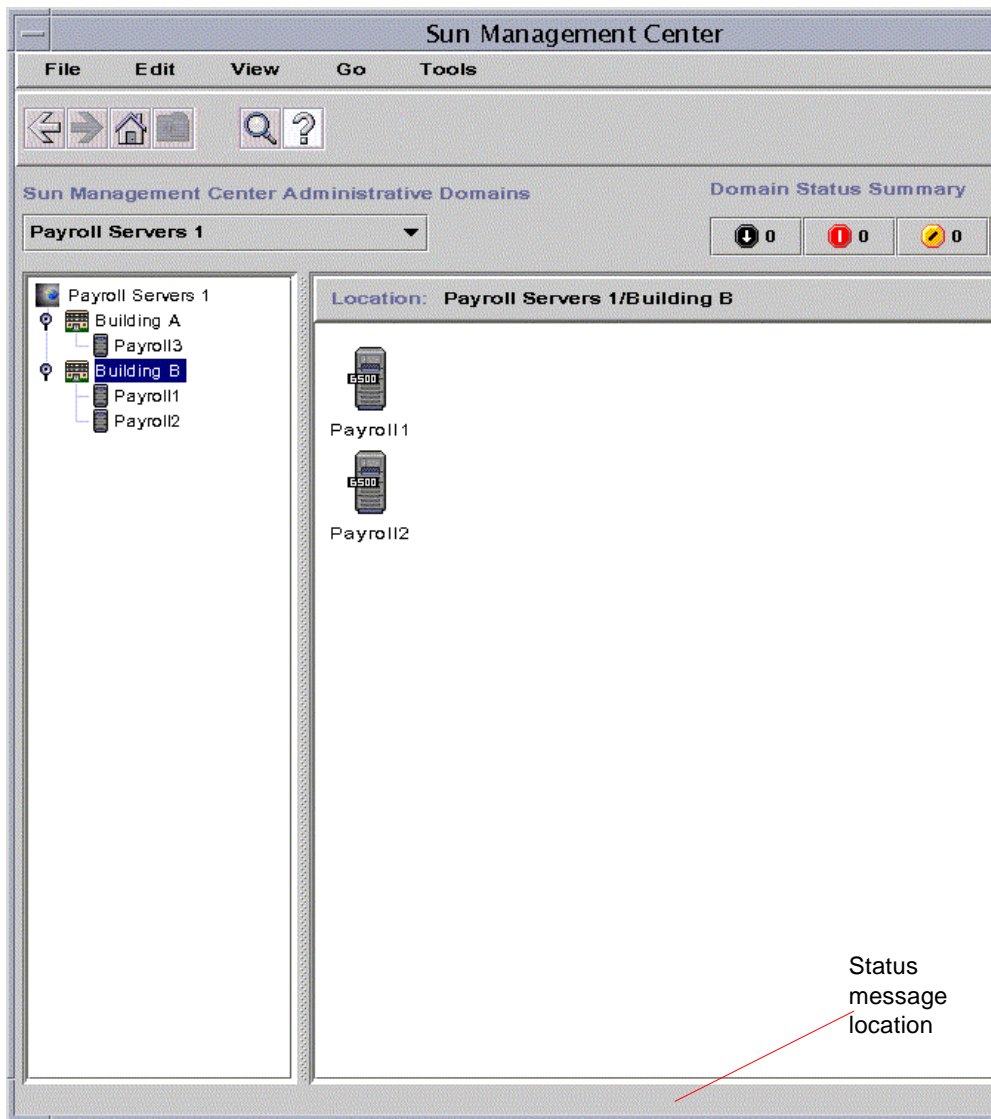 Sun Management Center
File Edit View Go Tools
Sun Management Center Administrative Domains
Domain Status Summary
Payroll Servers 1
0 0 0
Payroll Servers 1
Building A
Payroll3
Building B
Payroll1
Payroll2
Location: Payroll Servers 1/Building B
6500
Payroll1
6500
Payroll2
Status
message
location